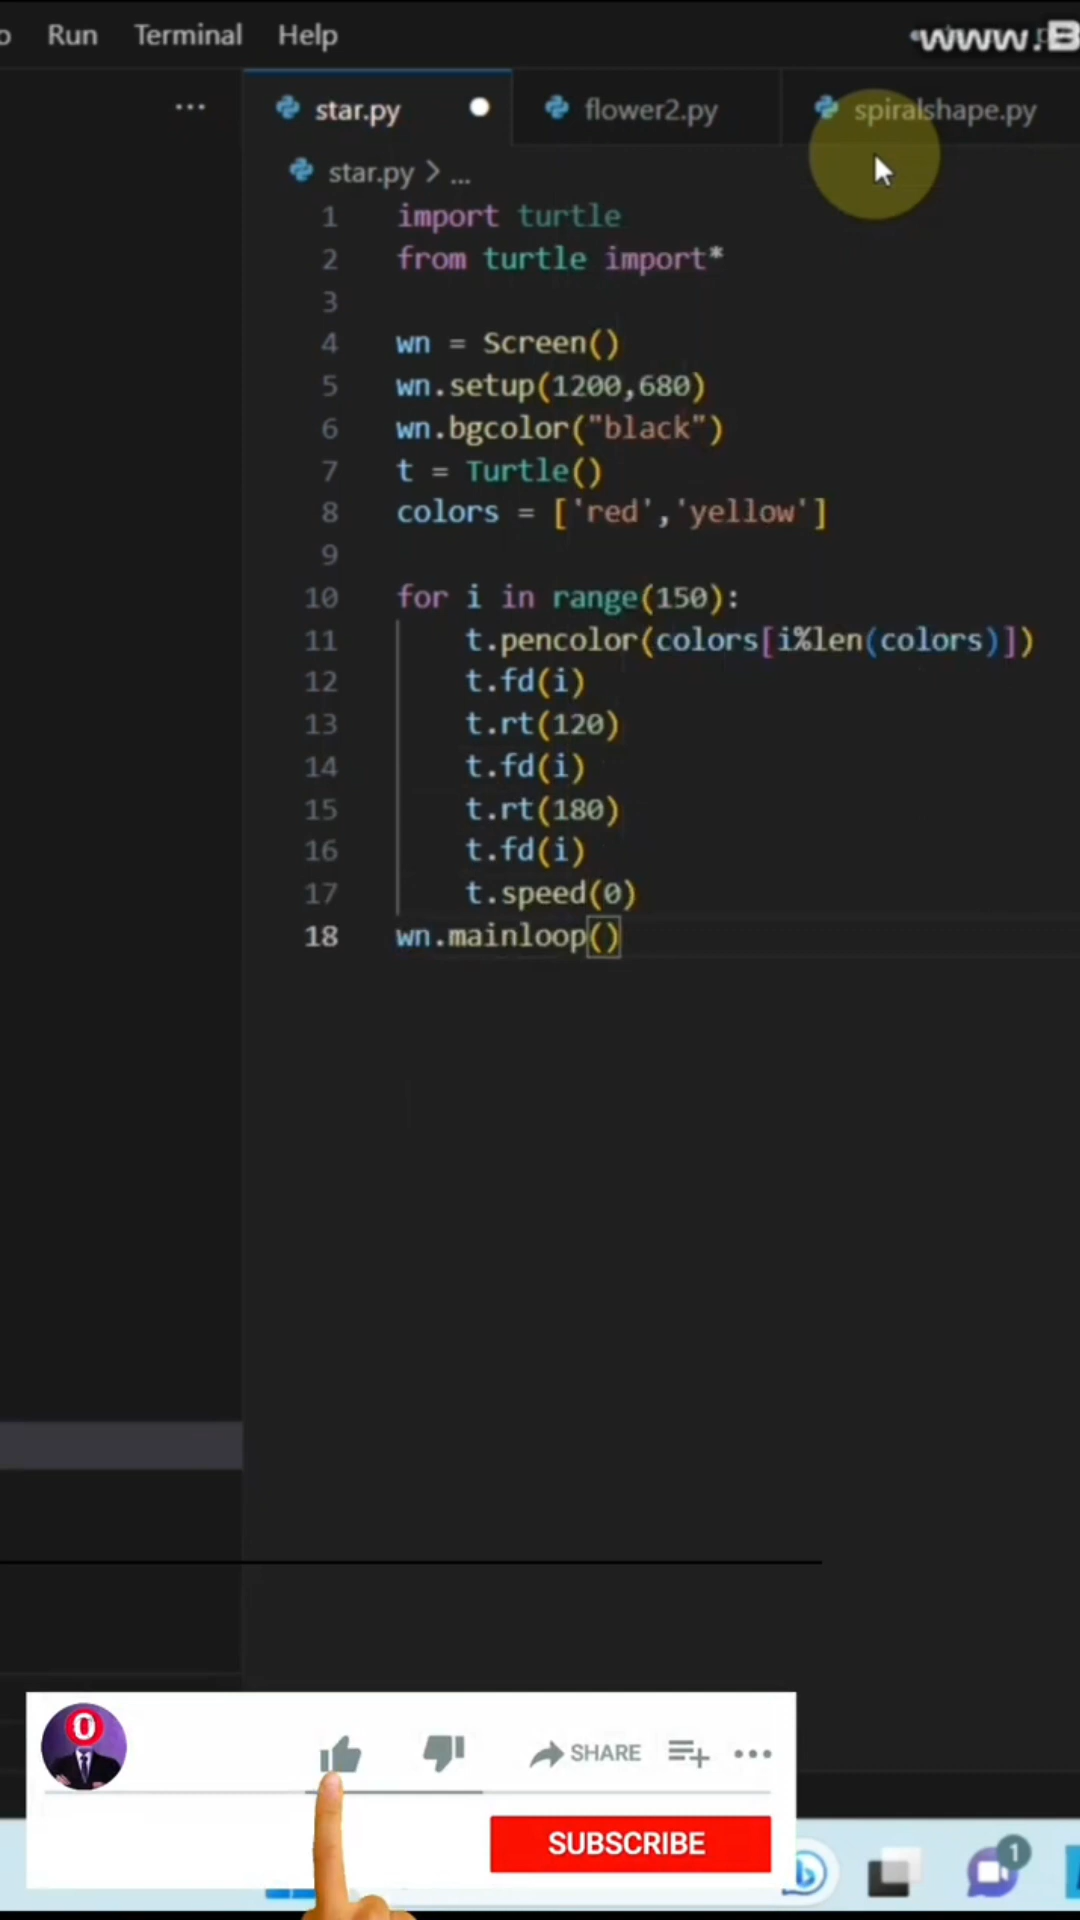 Run Terminal Help
www.B
star.py flower2.py spiralshape.py
star.py > ...
1 import turtle
2 from turtle import*
3
4 wn = Screen()
5 wn.setup(1200,680)
6 wn.bgcolor("black")
7 t = Turtle()
8 colors = ['red','yellow']
9
10 for i in range(150):
11 t.pencolor(colors[i%len(colors)])
12 t.fd(i)
13 t.rt(120)
14 t.fd(i)
15 t.rt(180)
16 t.fd(i)
17 t.speed(0)
18 wn.mainloop()
SHARE
SUBSCRIBE
1